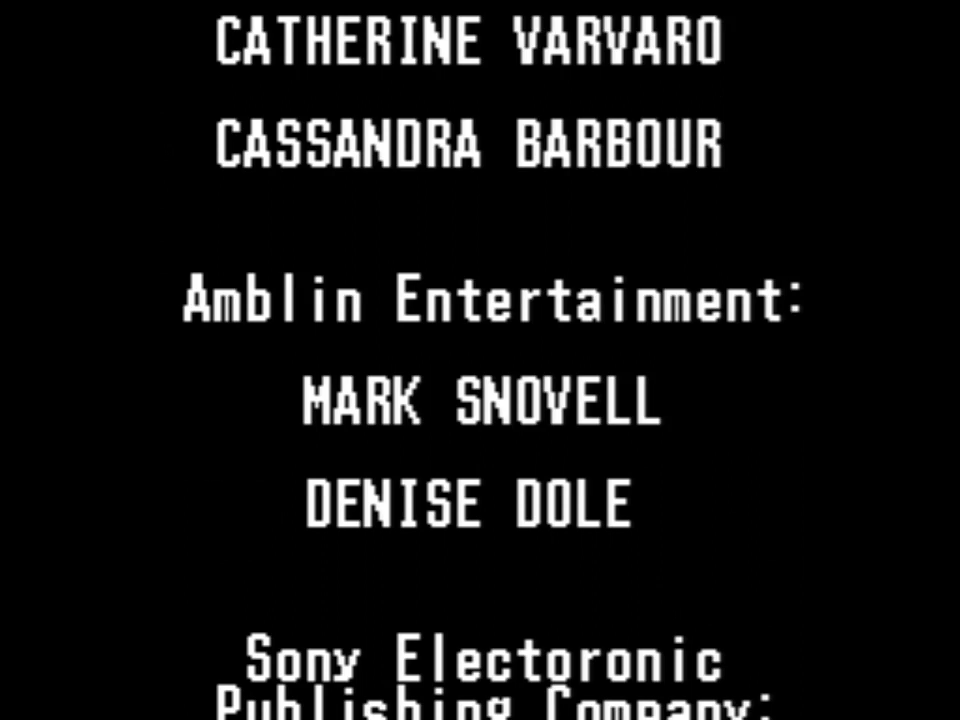 CATHERINE VARVARO
CASSANDRA BARBOUR
Amblin Entertainment:
MARK SNOVELL
DENISE DOLE
Sony Electoronic
Publishing Company: